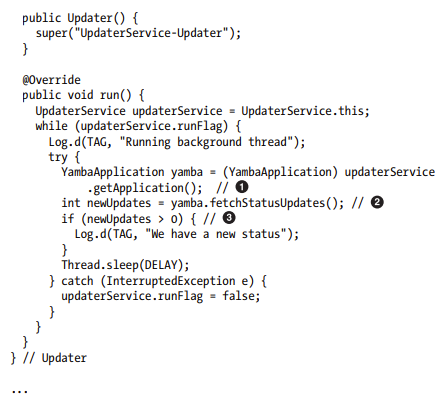 public Updater() {
super("UpdaterService-Updater");
}
@Override
public void run() {
UpdaterService updaterService = UpdaterService.this;
while (updaterService.runFlag) {
Log.d(TAG, "Running background thread");
try {
YambaApplication yamba = (YambaApplication) updaterService
.getApplication(); // ❶
int newUpdates = yamba.fetchStatusUpdates(); // ❷
if (newUpdates > 0) { // ❸
Log.d(TAG, "We have a new status");
}
Thread.sleep(DELAY);
} catch (InterruptedException e) {
updaterService.runFlag = false;
}
}
}
} // Updater
...